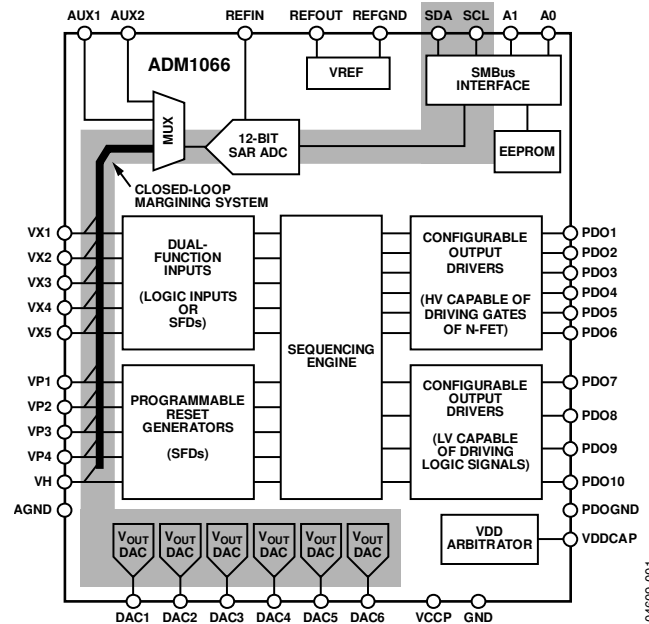 AUX1 AUX2 REFIN REFOUT REFGND SDA SCL A1 A0
ADM1066
VREF
SMBus
INTERFACE
MUX
12-BIT
SAR ADC
EEPROM
CLOSED-LOOP
MARGINING SYSTEM
VX1
VX2
VX3
VX4
VX5
DUAL-
FUNCTION
INPUTS
(LOGIC INPUTS
OR
SFDs)
SEQUENCING
ENGINE
CONFIGURABLE
OUTPUT
DRIVERS
(HV CAPABLE OF
DRIVING GATES
OF N-FET)
PDO1
PDO2
PDO3
PDO4
PDO5
PDO6
VP1
VP2
VP3
VP4
VH
AGND
PROGRAMMABLE
RESET
GENERATORS
(SFDs)
CONFIGURABLE
OUTPUT
DRIVERS
(LV CAPABLE
OF DRIVING
LOGIC SIGNALS)
PDO7
PDO8
PDO9
PDO10
PDOGND
VDDCAP
VDD
ARBITRATOR
VOUT VOUT VOUT VOUT VOUT VOUT
DAC DAC DAC DAC DAC DAC
DAC1 DAC2 DAC3 DAC4 DAC5 DAC6 VCCP GND